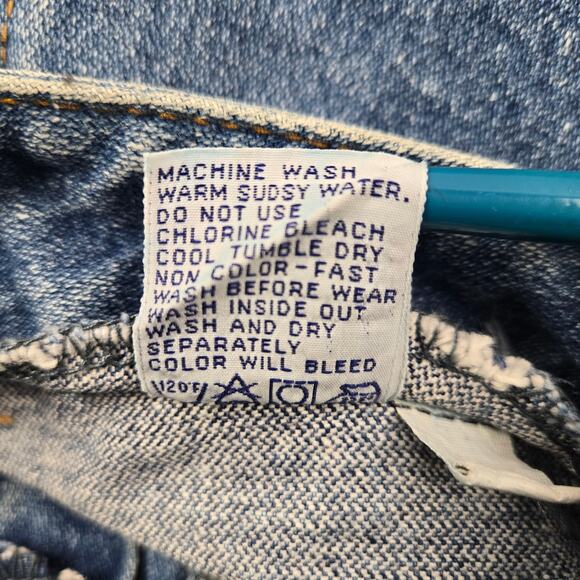 MACHINE WASH
WARM SUDSY WATER.
DO NOT USE
CHLORINE BLEACH
COOL TUMBLE DRY
NON COLOR-FAST
WASH BEFORE WEAR
WASH INSIDE OUT
WASH AND DRY
SEPARATELY
COLOR WILL BLEED
120°F